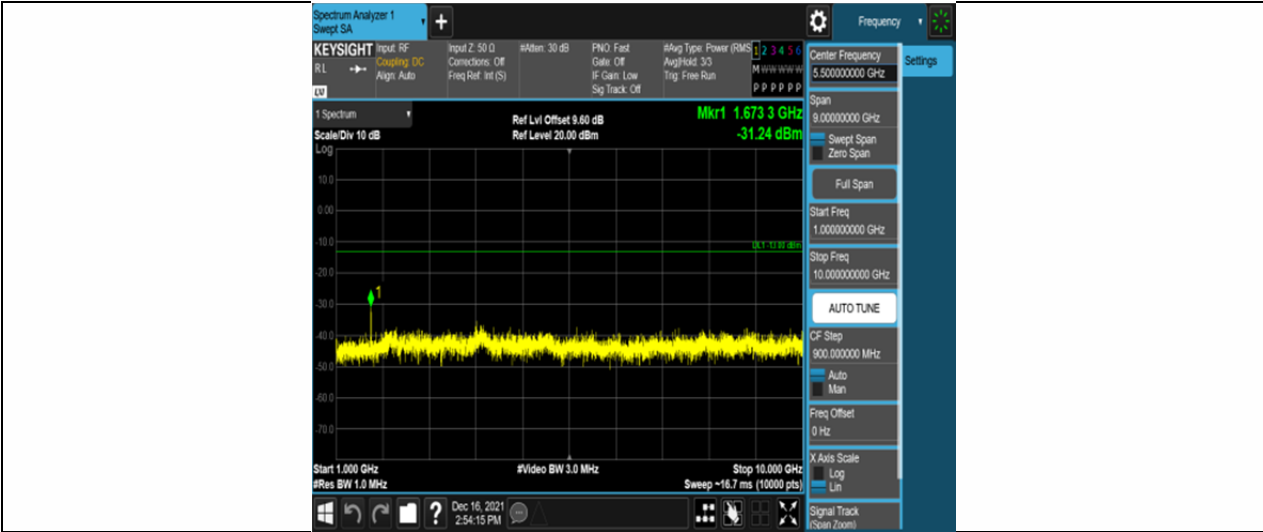 Spectrum Analyzer 1
Swept SA
+
Frequency
KEYSIGHT
RL
LV
Input: RF
Coupling: DC
Align: Auto
Input Z: 50 Ω
Corrections: Off
Freq Ref: Int (S)
#Atten: 30 dB
PNO: Fast
Gate: Off
IF Gain: Low
Sig Track: Off
#Avg Type: Power (RMS
Avg|Hold: 3/3
Trig: Free Run
1 2 3 4 5 6
M W W W W W
P P P P P P
1 Spectrum
Scale/Div 10 dB
Log
Ref Lvl Offset 9.60 dB
Ref Level 20.00 dBm
Mkr1 1.673 3 GHz
-31.24 dBm
10.0
0.00
-10.0
-20.0
-30.0
-40.0
-50.0
-60.0
-70.0
DL1 -13.00 dBm
1
Start 1.000 GHz
#Res BW 1.0 MHz
#Video BW 3.0 MHz
Stop 10.000 GHz
Sweep ~16.7 ms (10000 pts)
Dec 16, 2021
2:54:15 PM
Center Frequency
5.500000000 GHz
Settings
Span
9.00000000 GHz
Swept Span
Zero Span
Full Span
Start Freq
1.000000000 GHz
Stop Freq
10.000000000 GHz
AUTO TUNE
CF Step
900.000000 MHz
Auto
Man
Freq Offset
0 Hz
X Axis Scale
Log
Lin
Signal Track
(Span Zoom)